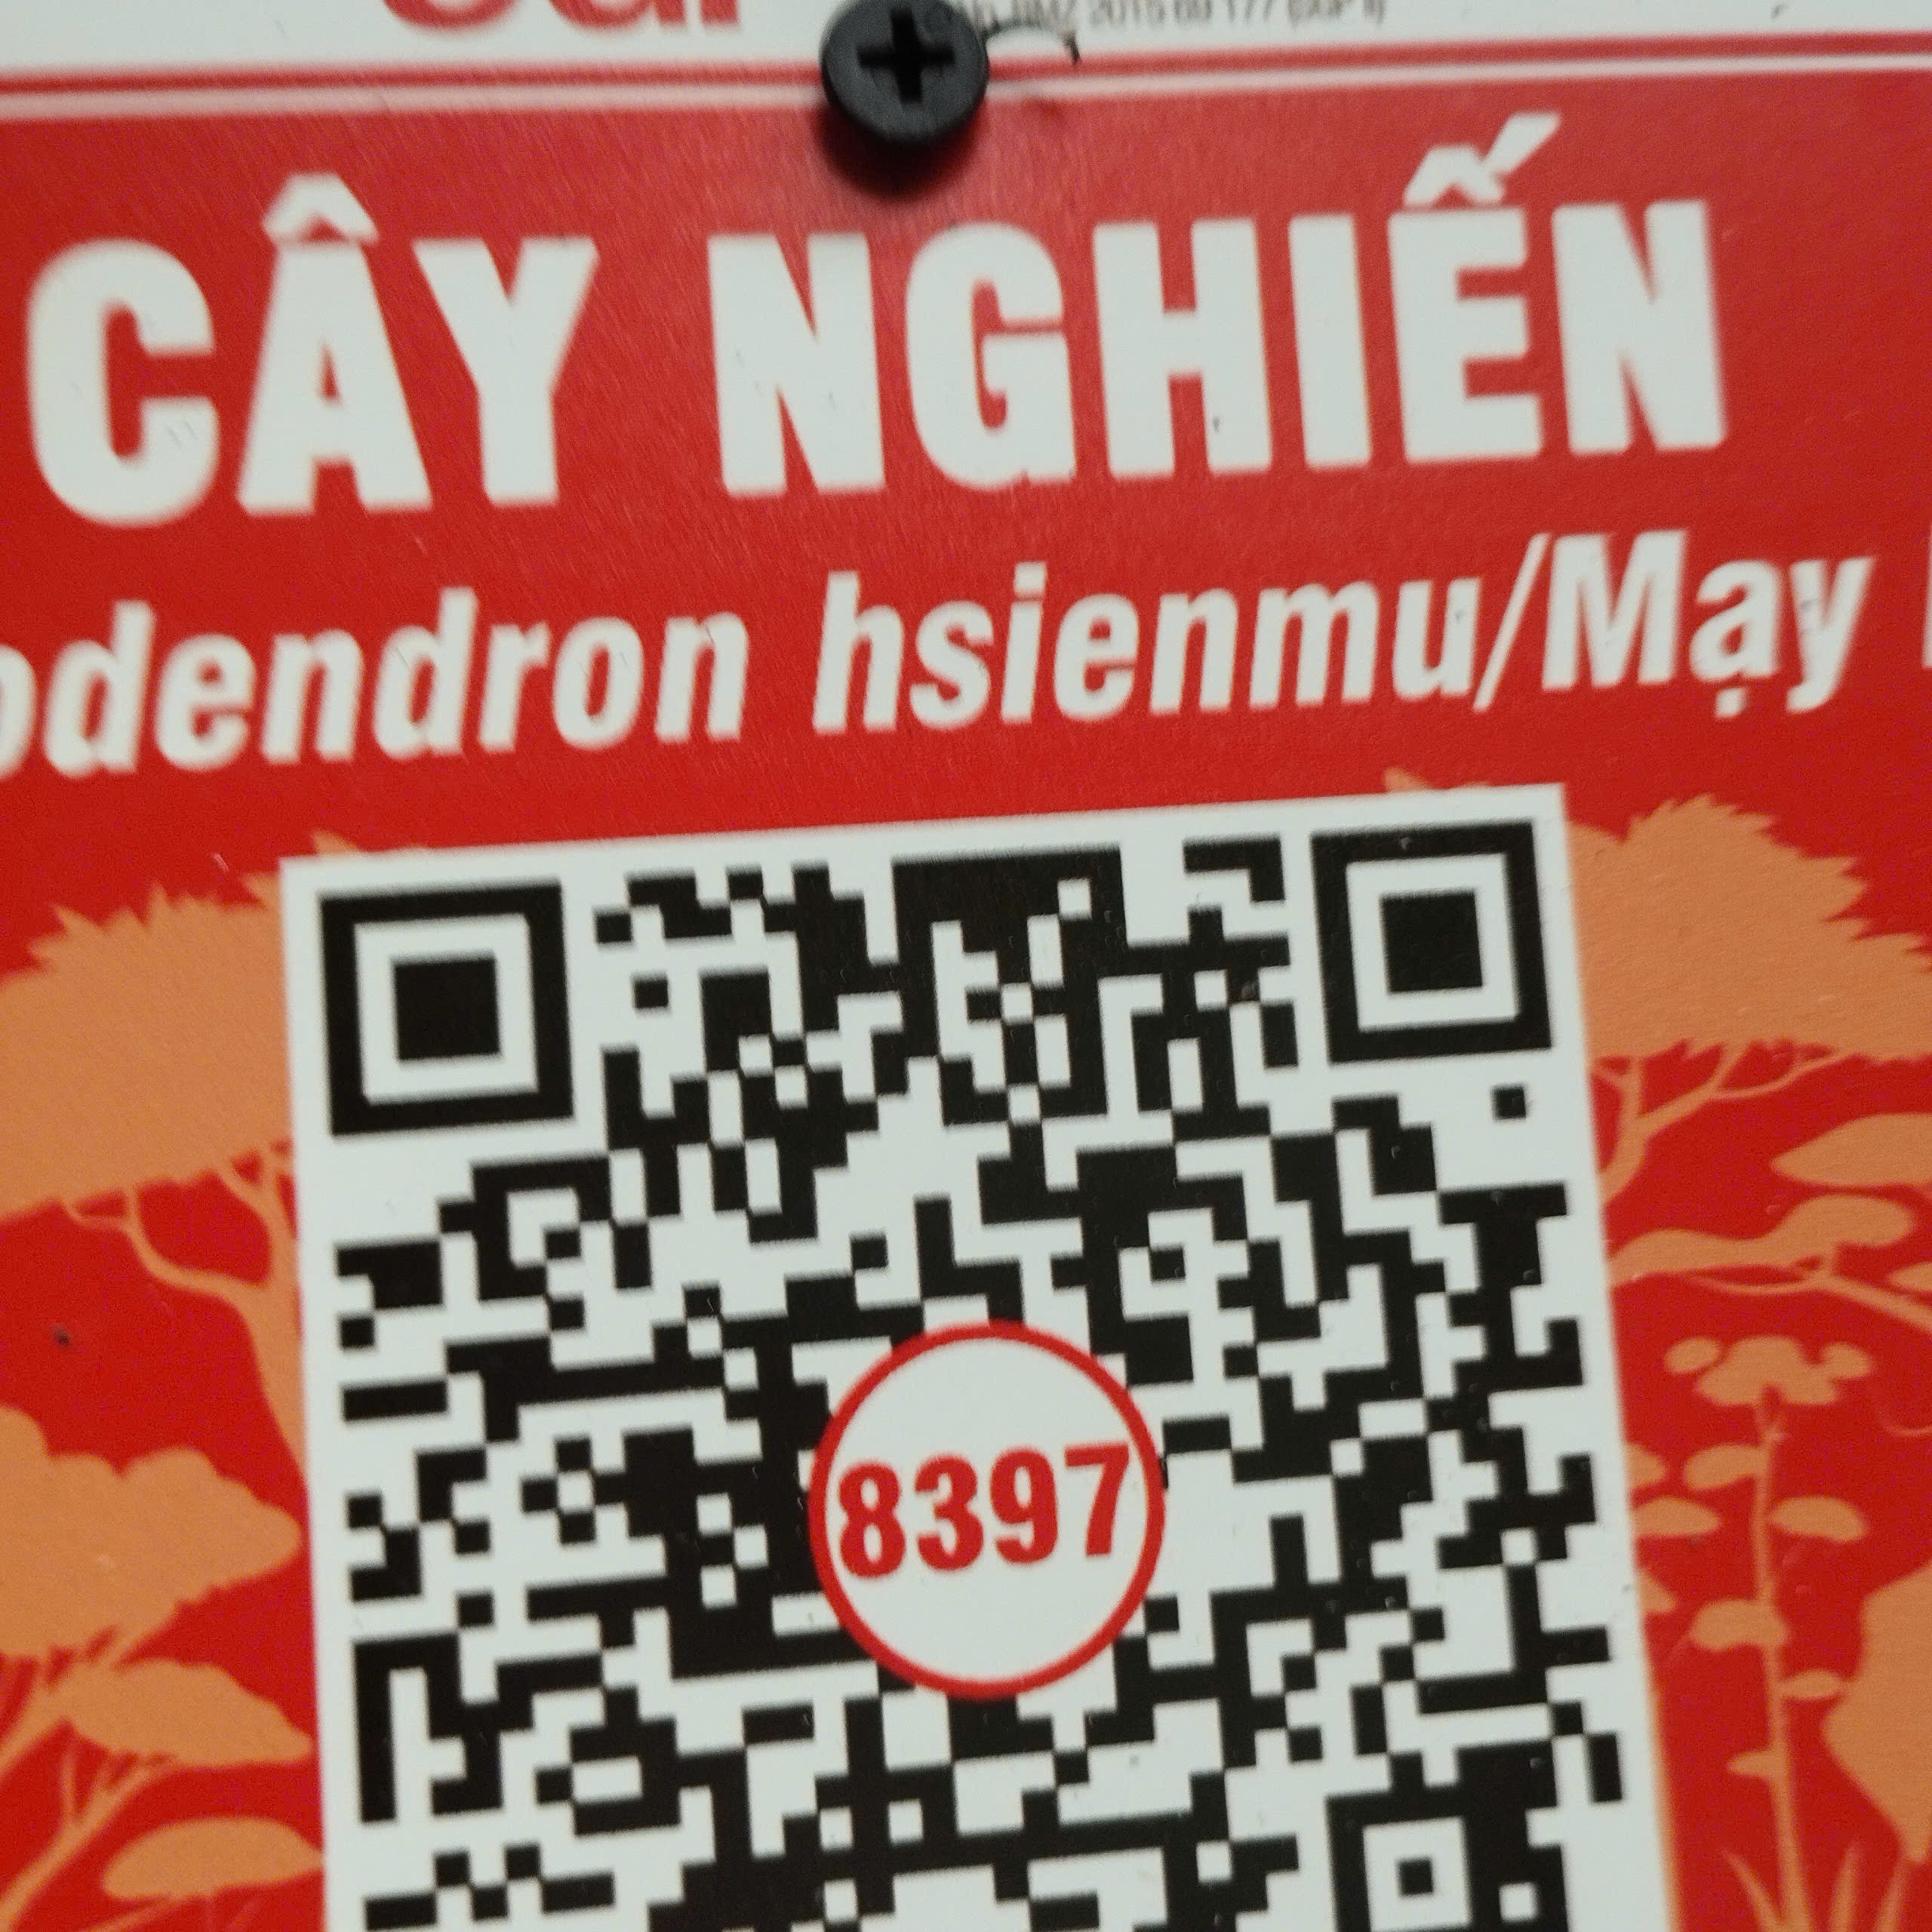 CÂY NGHIẾN
odendron hsienmu/Mạy
8397